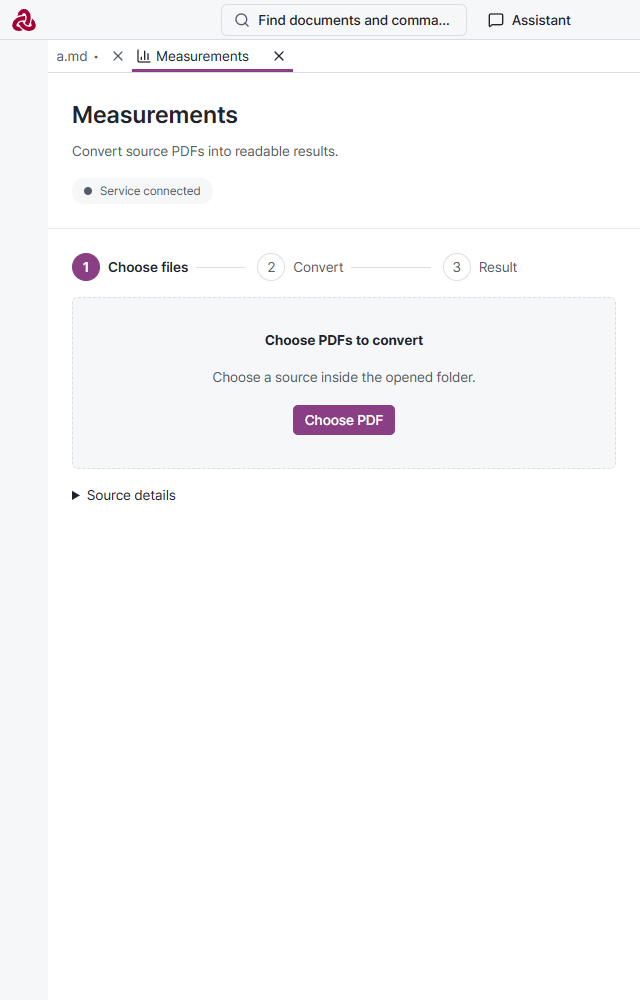 Find documents and comma...
Assistant
a.md •
Measurements
Measurements
Convert source PDFs into readable results.
Service connected
1 Choose files
2 Convert
3 Result
Choose PDFs to convert
Choose a source inside the opened folder.
Choose PDF
Source details